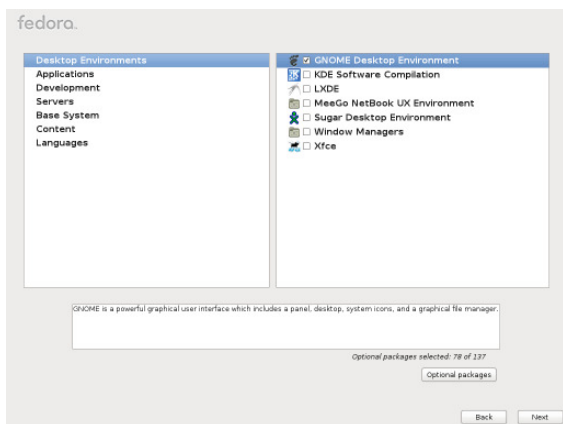 fedora.
Desktop Environments
Applications
Development
Servers
Base System
Content
Languages
GNOME Desktop Environment
KDE Software Compilation
LXDE
MeeGo NetBook UX Environment
Sugar Desktop Environment
Window Managers
Xfce
GNOME is a powerful graphical user interface which includes a panel, desktop, system icons, and a graphical file manager.
Optional packages selected: 78 of 137
Optional packages
Back
Next